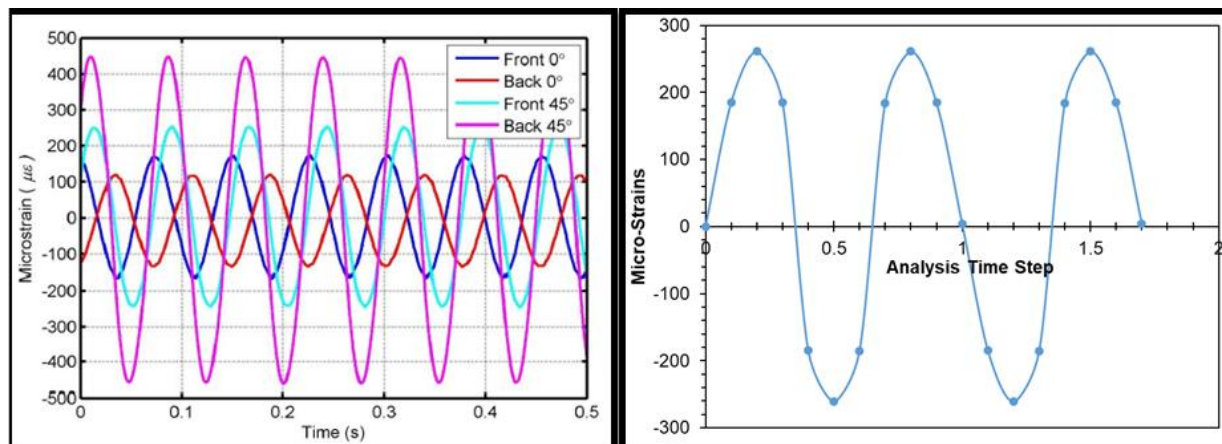 500
400
300
200
100
0
-100
-200
-300
-400
-500
Microstrain ( με)
Front 0°
Back 0°
Front 45°
Back 45°
0 0.1 0.2 0.3 0.4 0.5
Time (s)
300
200
100
0
-100
-200
-300
Micro-Strains
0 0.5 1.0 1.5 2
Analysis Time Step